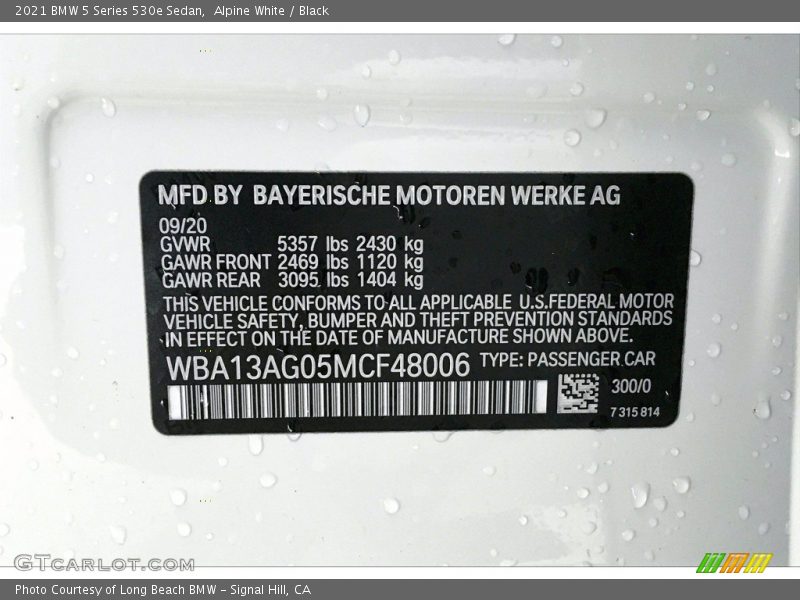 2021 BMW 5 Series 530e Sedan,  Alpine White / Black
MFD BY BAYERISCHE MOTOREN WERKE AG
09/20
GVWR 5357 lbs 2430 kg
GAWR FRONT 2469 lbs 1120 kg
GAWR REAR 3095 lbs 1404 kg
THIS VEHICLE CONFORMS TO ALL APPLICABLE U.S.FEDERAL MOTOR
VEHICLE SAFETY, BUMPER AND THEFT PREVENTION STANDARDS
IN EFFECT ON THE DATE OF MANUFACTURE SHOWN ABOVE.
WBA13AG05MCF48006 TYPE: PASSENGER CAR
300/0
7 315 814
GTcarlot.com
Photo Courtesy of Long Beach BMW - Signal Hill, CA